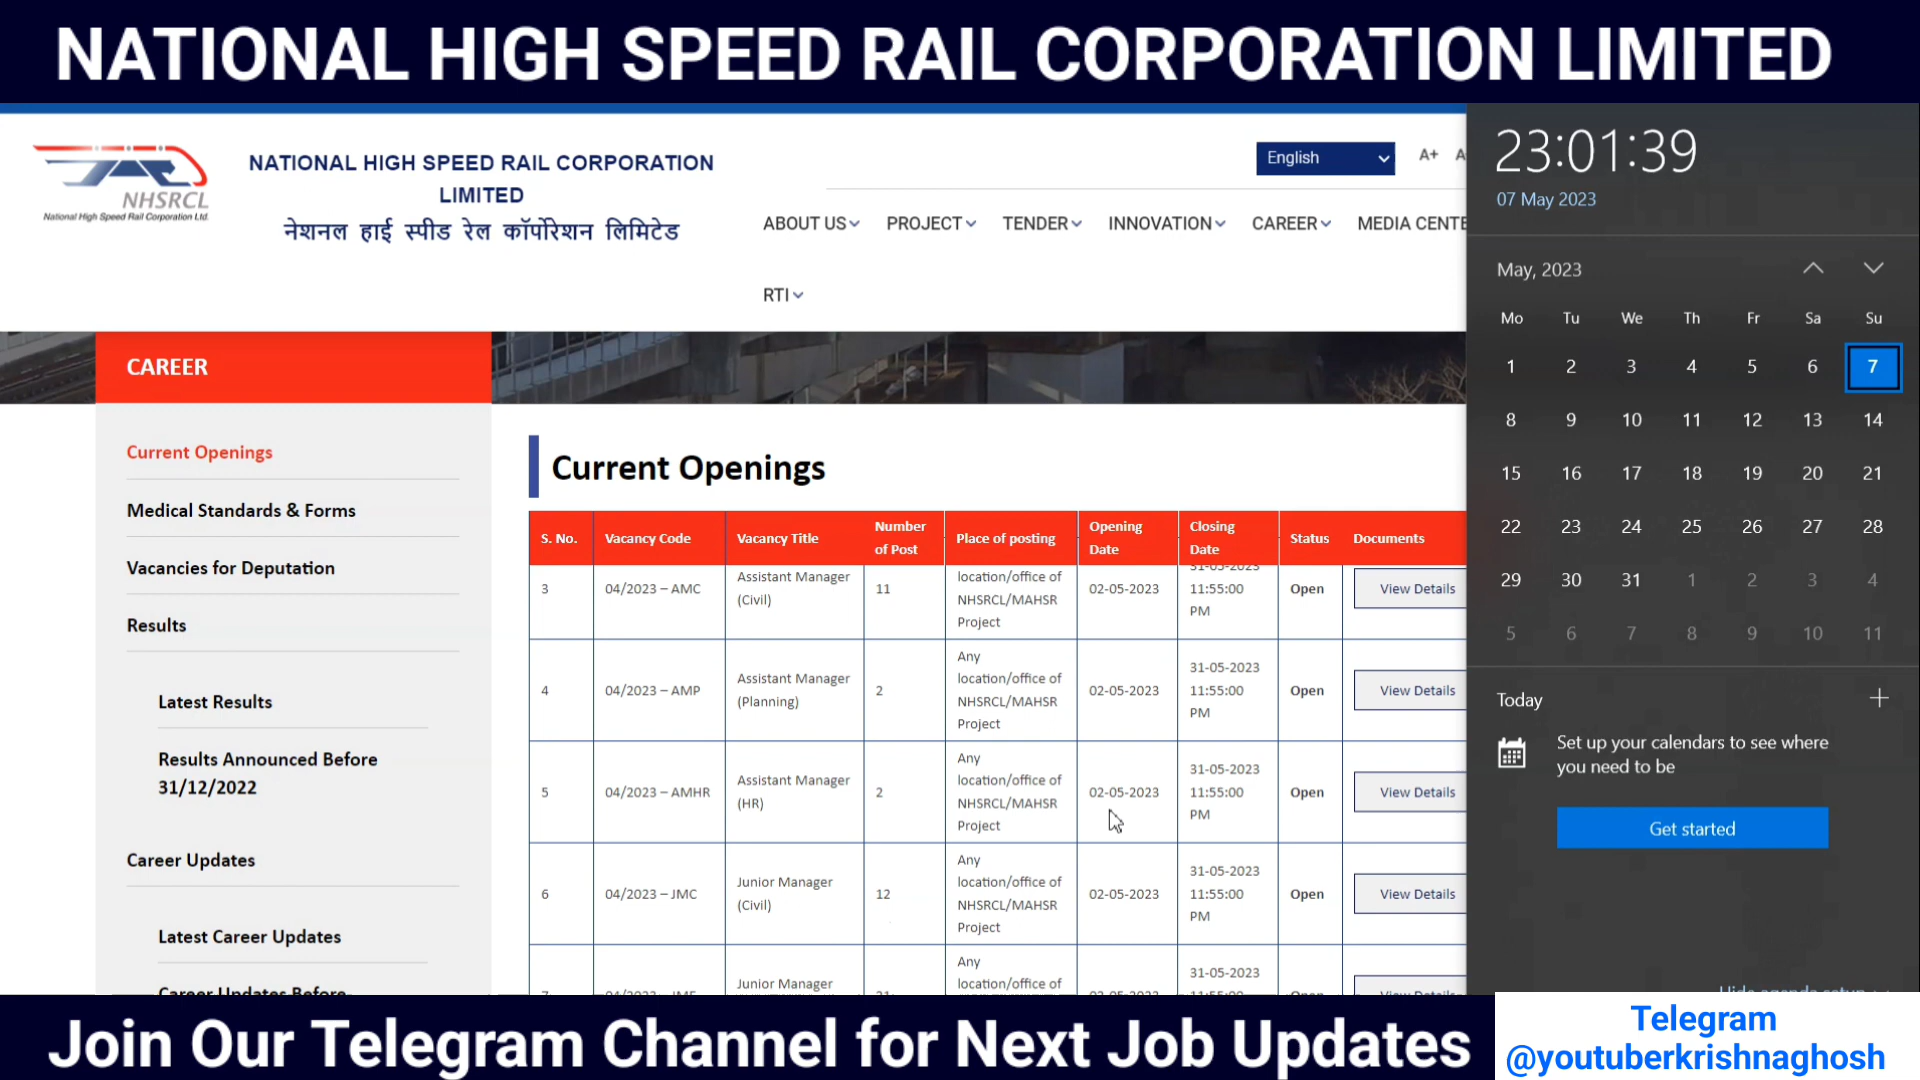 NATIONAL HIGH SPEED RAIL CORPORATION LIMITED
NHSRCL
National High Speed Rail Corporation Ltd.
NATIONAL HIGH SPEED RAIL CORPORATION
LIMITED
नेशनल हाई स्पीड रेल कॉर्पोरेशन लिमिटेड
English
A+
A
ABOUT US
PROJECT
TENDER
INNOVATION
CAREER
MEDIA CENTE
RTI
CAREER
Current Openings
Medical Standards & Forms
Vacancies for Deputation
Results
Latest Results
Results Announced Before
31/12/2022
Career Updates
Latest Career Updates
Career Updates Before
Current Openings
S. No.
Vacancy Code
Vacancy Title
Number
of Post
Place of posting
Opening
Date
Closing
Date
Status
Documents
3
04/2023 – AMC
Assistant Manager
(Civil)
11
location/office of
NHSRCL/MAHSR
Project
02-05-2023
31-05-2023
11:55:00
PM
Open
View Details
4
04/2023 – AMP
Assistant Manager
(Planning)
2
Any
location/office of
NHSRCL/MAHSR
Project
02-05-2023
31-05-2023
11:55:00
PM
Open
View Details
5
04/2023 – AMHR
Assistant Manager
(HR)
2
Any
location/office of
NHSRCL/MAHSR
Project
02-05-2023
31-05-2023
11:55:00
PM
Open
View Details
6
04/2023 – JMC
Junior Manager
(Civil)
12
Any
location/office of
NHSRCL/MAHSR
Project
02-05-2023
31-05-2023
11:55:00
PM
Open
View Details
Junior Manager
Any
location/office of
31-05-2023
23:01:39
07 May 2023
May, 2023
Mo Tu We Th Fr Sa Su
1 2 3 4 5 6 7
8 9 10 11 12 13 14
15 16 17 18 19 20 21
22 23 24 25 26 27 28
29 30 31 1 2 3 4
5 6 7 8 9 10 11
Today
Set up your calendars to see where
you need to be
Get started
Hide agenda setup
Join Our Telegram Channel for Next Job Updates
Telegram
@youtuberkrishnaghosh